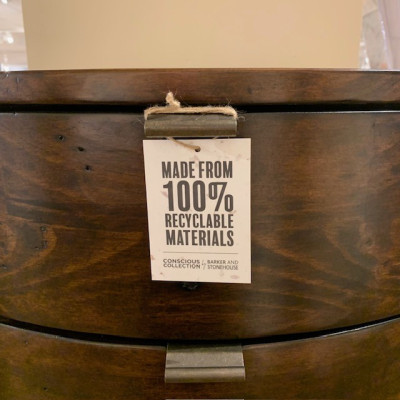 MADE FROM
100%
RECYCLABLE
MATERIALS
CONSCIOUS BARKER AND
COLLECTION STONEHOUSE